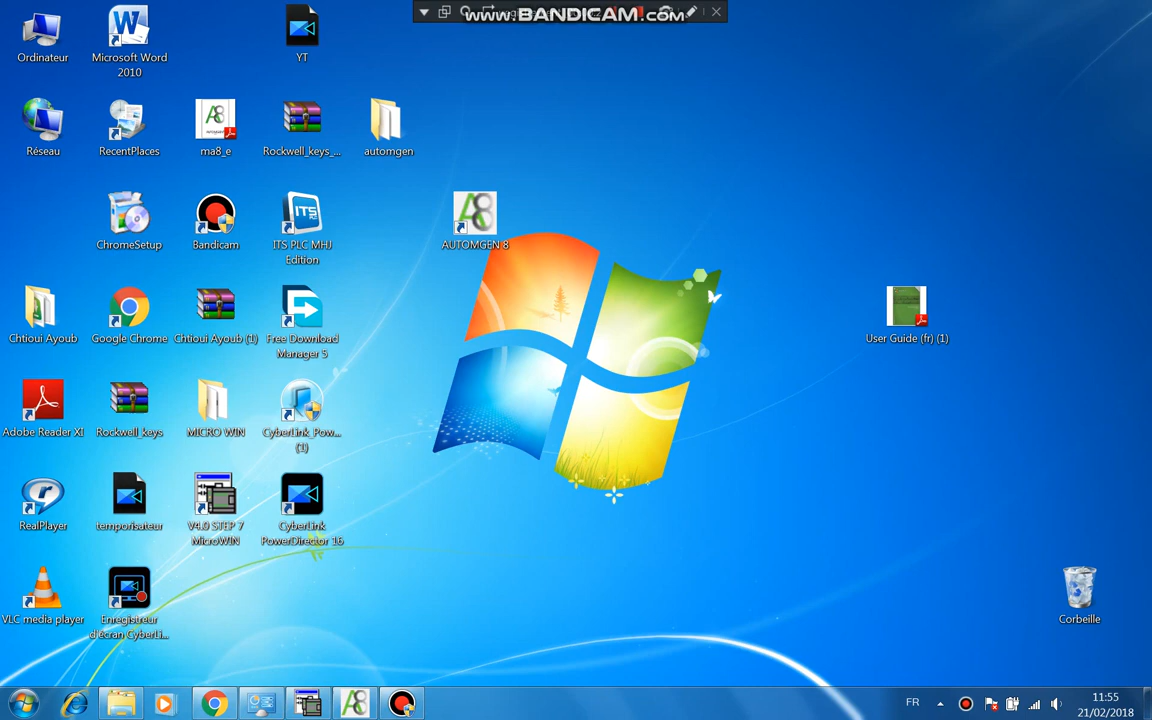 www.BANDICAM.com
Ordinateur
Microsoft Word
2010
YT
Réseau
RecentPlaces
ma8_e
Rockwell_keys_...
automgen
ChromeSetup
Bandicam
ITS PLC MHJ
Edition
AUTOMGEN 8
Chtioui Ayoub
Google Chrome
Chtioui Ayoub (1)
Free Download
Manager 5
User Guide (fr) (1)
Adobe Reader XI
Rockwell_keys
MICRO WIN
CyberLink_Pow...
(1)
RealPlayer
temporisateur
V4.0 STEP 7
MicroWIN
CyberLink
PowerDirector 16
VLC media player
Enregistreur
d'écran CyberLi...
Corbeille
FR
11:55
21/02/2018